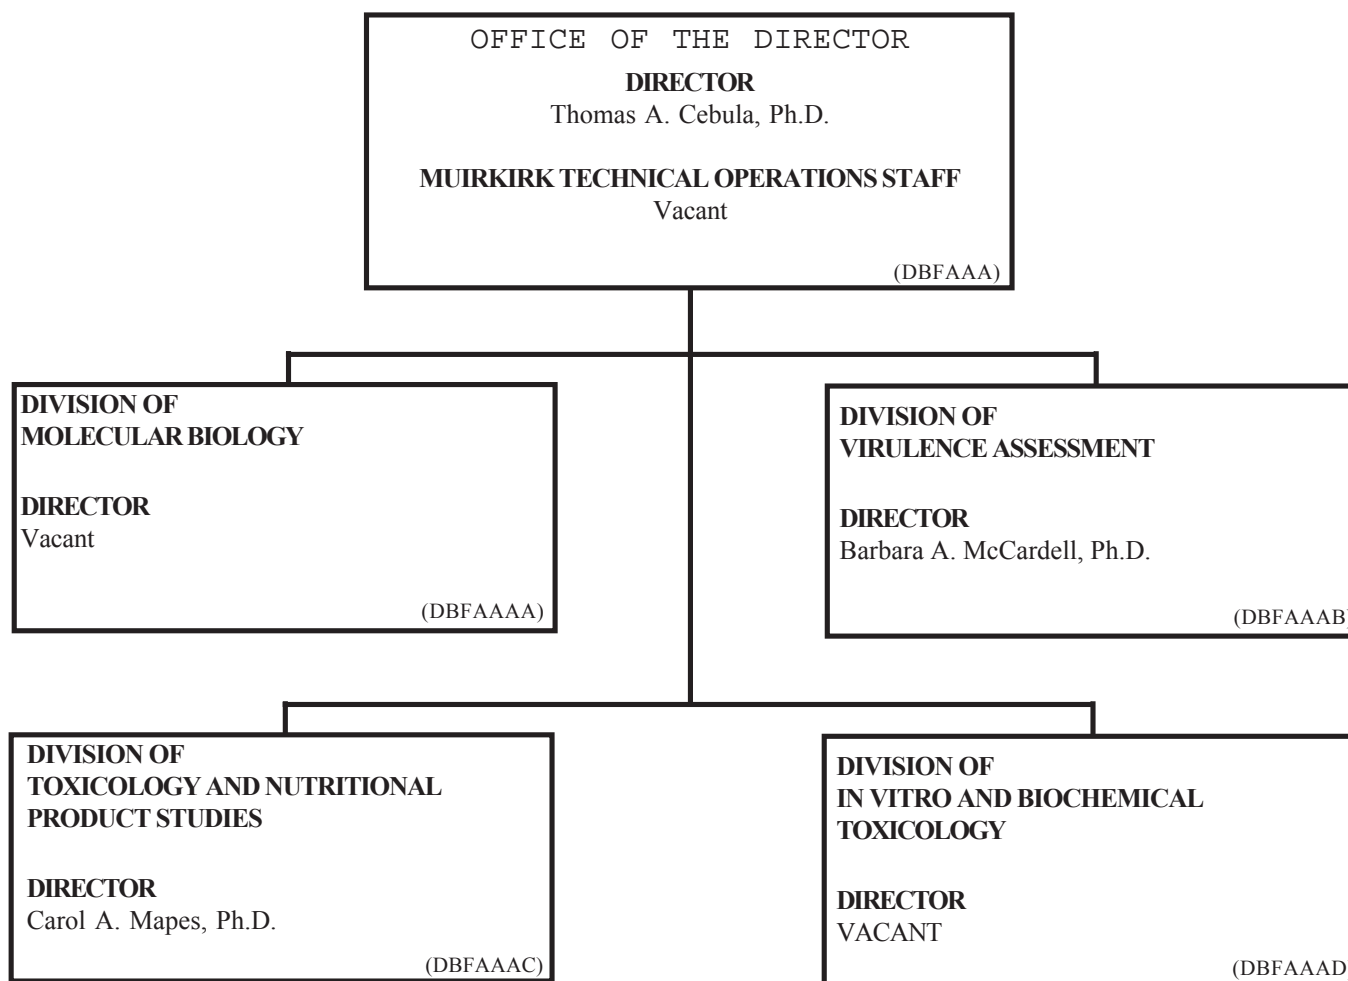 OFFICE OF THE DIRECTOR
DIRECTOR
Thomas A. Cebula, Ph.D.
MUIRKIRK TECHNICAL OPERATIONS STAFF
Vacant
(DBFAAA)
DIVISION OF
MOLECULAR BIOLOGY
DIRECTOR
Vacant
(DBFAAAA)
DIVISION OF
VIRULENCE ASSESSMENT
DIRECTOR
Barbara A. McCardell, Ph.D.
(DBFAAAB)
DIVISION OF
TOXICOLOGY AND NUTRITIONAL
PRODUCT STUDIES
DIRECTOR
Carol A. Mapes, Ph.D.
(DBFAAAC)
DIVISION OF
IN VITRO AND BIOCHEMICAL
TOXICOLOGY
DIRECTOR
VACANT
(DBFAAAD